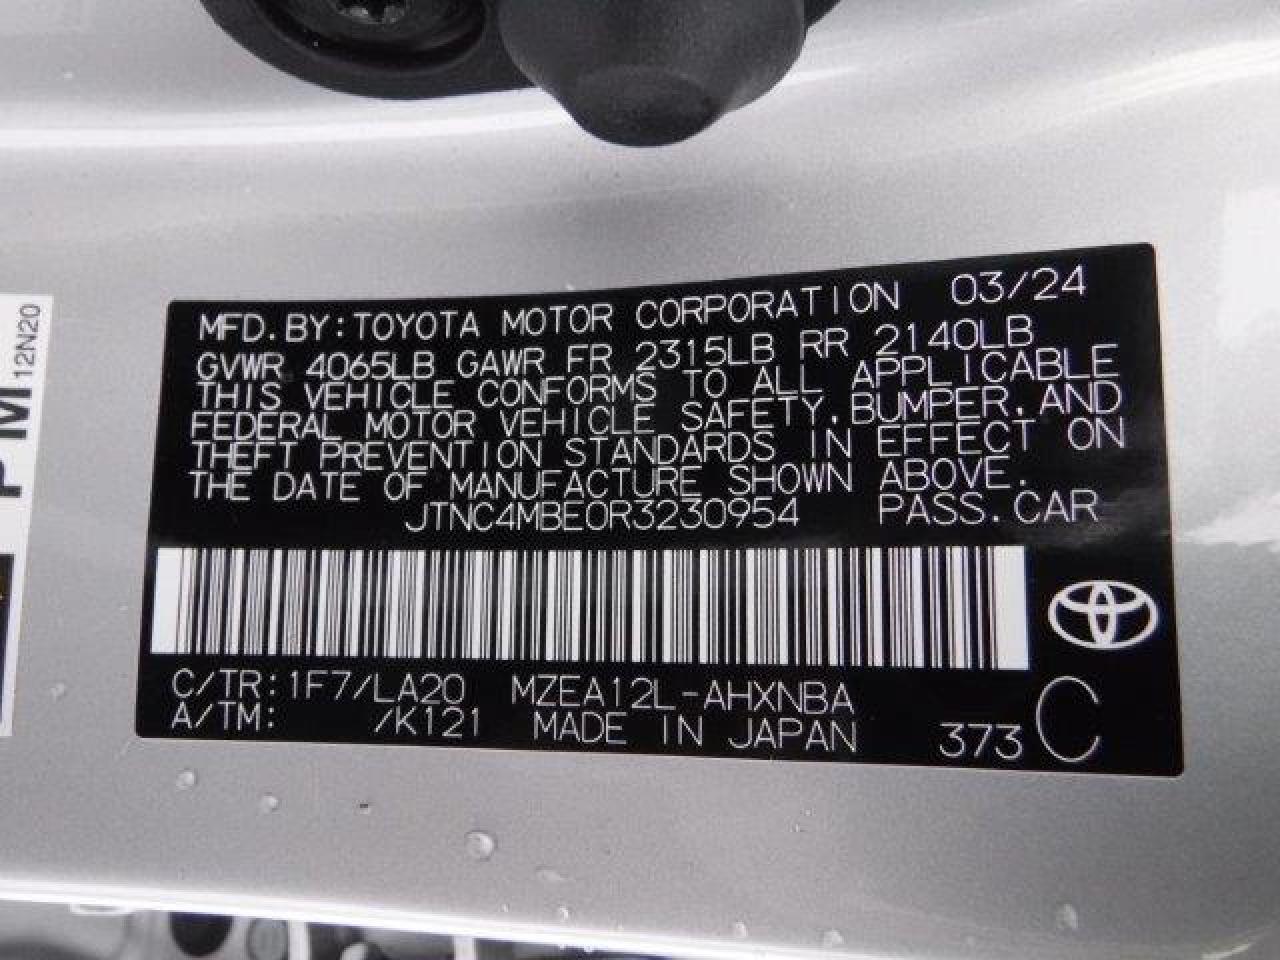 MFD.BY:TOYOTA MOTOR CORPORATION 03/24
GVWR 4065LB GAWR FR 2315LB RR 2140LB
THIS VEHICLE CONFORMS TO ALL APPLICABLE
FEDERAL MOTOR VEHICLE SAFETY,BUMPER,AND
THEFT PREVENTION STANDARDS IN EFFECT ON
THE DATE OF MANUFACTURE SHOWN ABOVE.
JTNC4MBE0R3230954 PASS.CAR
C/TR:1F7/LA20 MZEA12L-AHXNBA
A/TM: /K121 MADE IN JAPAN 373 C
PM
12N20